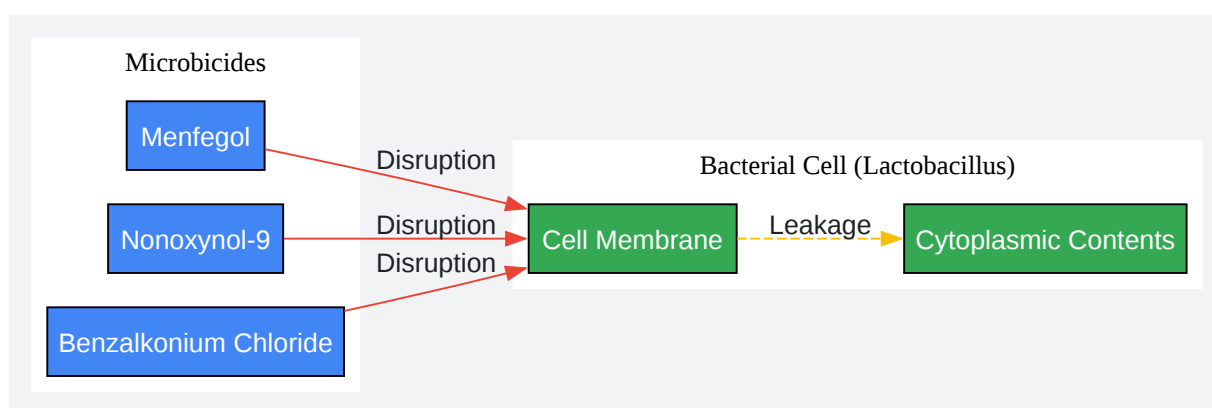 Microbicides
Menfegol
Nonoxynol-9
Benzalkonium Chloride
Disruption
Disruption
Disruption
Bacterial Cell (Lactobacillus)
Cell Membrane
Leakage
Cytoplasmic Contents